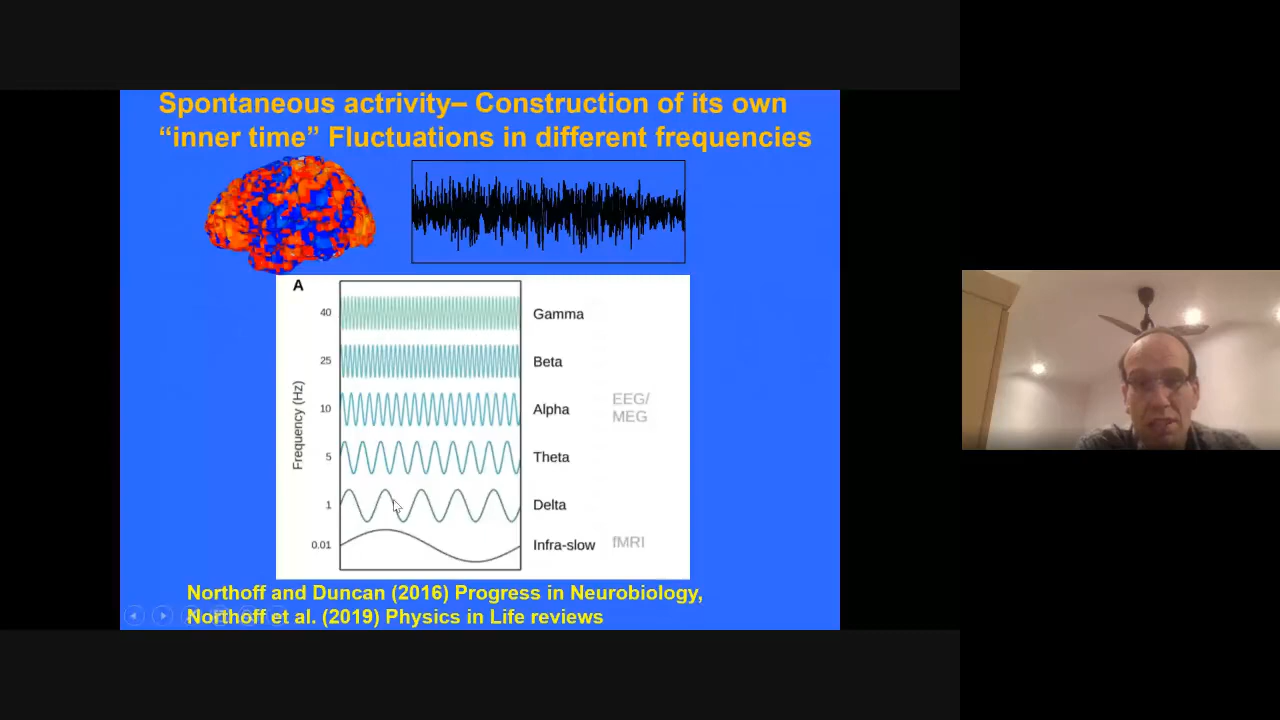 Spontaneous actrivity– Construction of its own
“inner time” Fluctuations in different frequencies
A
40
Gamma
25
Beta
10
Alpha
EEG/
MEG
Frequency (Hz)
5
Theta
1
Delta
0.01
Infra-slow
fMRI
Northoff and Duncan (2016) Progress in Neurobiology,
Northoff et al. (2019) Physics in Life reviews